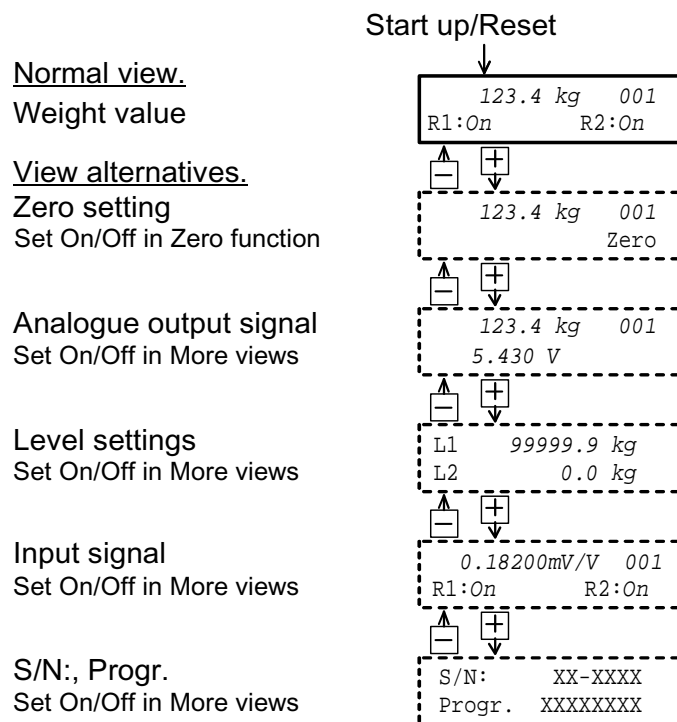 Start up/Reset
Normal view.
Weight value
123.4 kg 001
R1:On R2:On
− +
View alternatives.
Zero setting
Set On/Off in Zero function
123.4 kg 001
Zero
− +
Analogue output signal
Set On/Off in More views
123.4 kg 001
5.430 V
− +
Level settings
Set On/Off in More views
L1 99999.9 kg
L2 0.0 kg
− +
Input signal
Set On/Off in More views
0.18200mV/V 001
R1:On R2:On
− +
S/N:, Progr.
Set On/Off in More views
S/N: XX-XXXX
Progr. XXXXXXXX